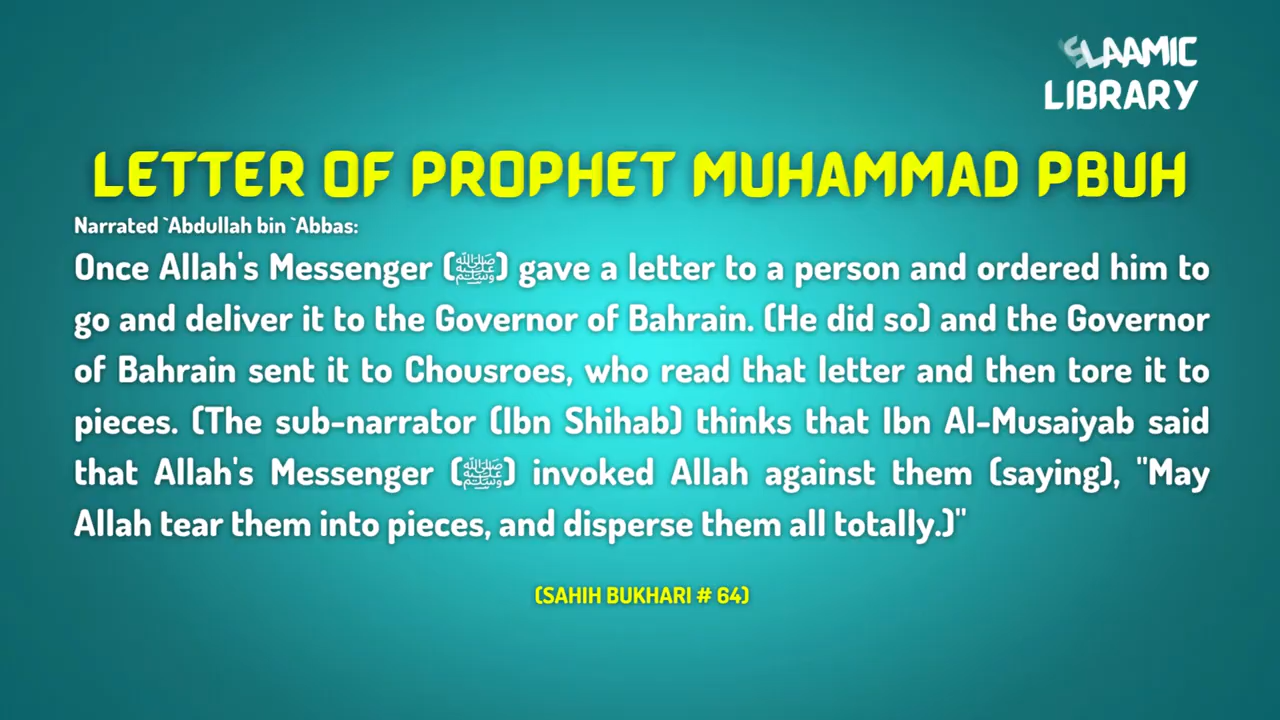 SLAAMIC
LIBRARY
LETTER OF PROPHET MUHAMMAD PBUH
Narrated `Abdullah bin `Abbas:
Once Allah's Messenger (ﷺ) gave a letter to a person and ordered him to
go and deliver it to the Governor of Bahrain. (He did so) and the Governor
of Bahrain sent it to Chousroes, who read that letter and then tore it to
pieces. (The sub-narrator (Ibn Shihab) thinks that Ibn Al-Musaiyab said
that Allah's Messenger (ﷺ) invoked Allah against them (saying), "May
Allah tear them into pieces, and disperse them all totally.)"
(SAHIH BUKHARI # 64)